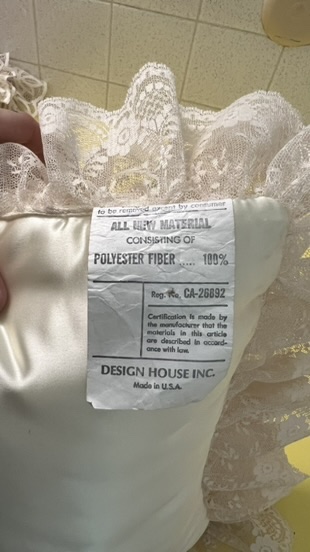 to be removed except by consumer
ALL NEW MATERIAL
CONSISTING OF
POLYESTER FIBER ..... 100%
Reg. No. CA-26092
Certification is made by
the manufacturer that the
materials in this article
are described in accord-
ance with law.
DESIGN HOUSE INC.
Made in U.S.A.